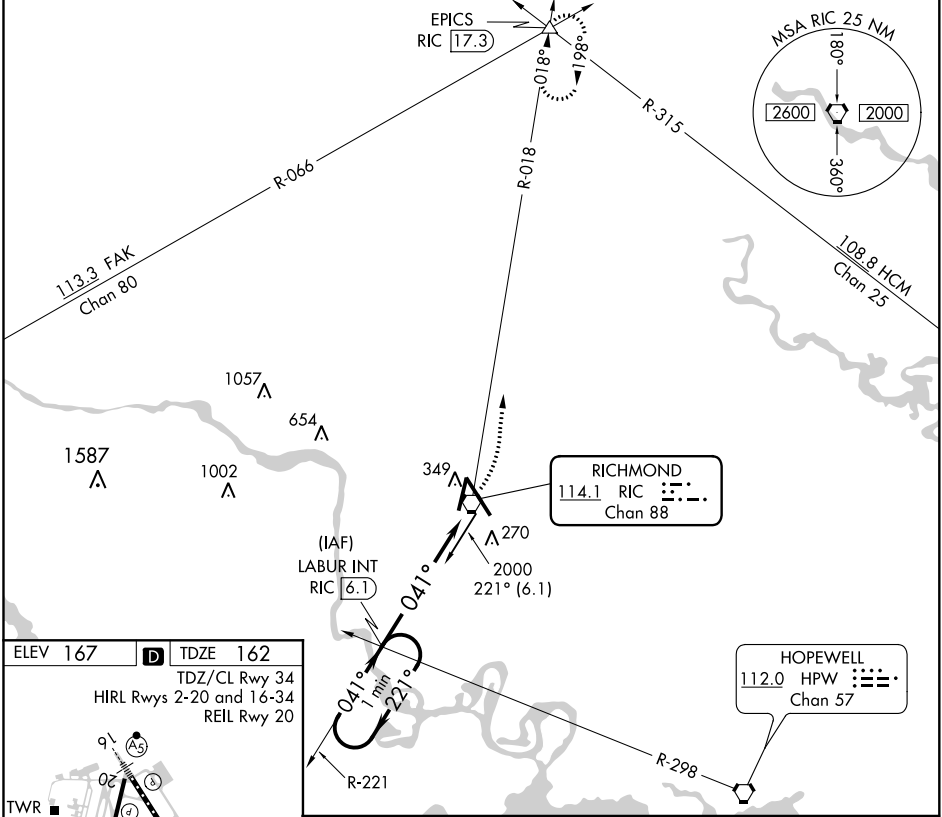 EPICS
RIC 17.3
018°
198°
MSA RIC 25 NM
180°
2600
2000
360°
R-066
R-315
R-018
113.3 FAK
Chan 80
108.8 HCM
Chan 25
1057
654
1587
1002
349
RICHMOND
114.1 RIC
Chan 88
270
(IAF)
LABUR INT
RIC 6.1
041°
2000
221° (6.1)
041°
1 min
221°
HOPEWELL
112.0 HPW
Chan 57
R-298
R-221
ELEV 167 D TDZE 162
TDZ/CL Rwy 34
HIRL Rwys 2-20 and 16-34
REIL Rwy 20
16
A5
20
P
P
TWR